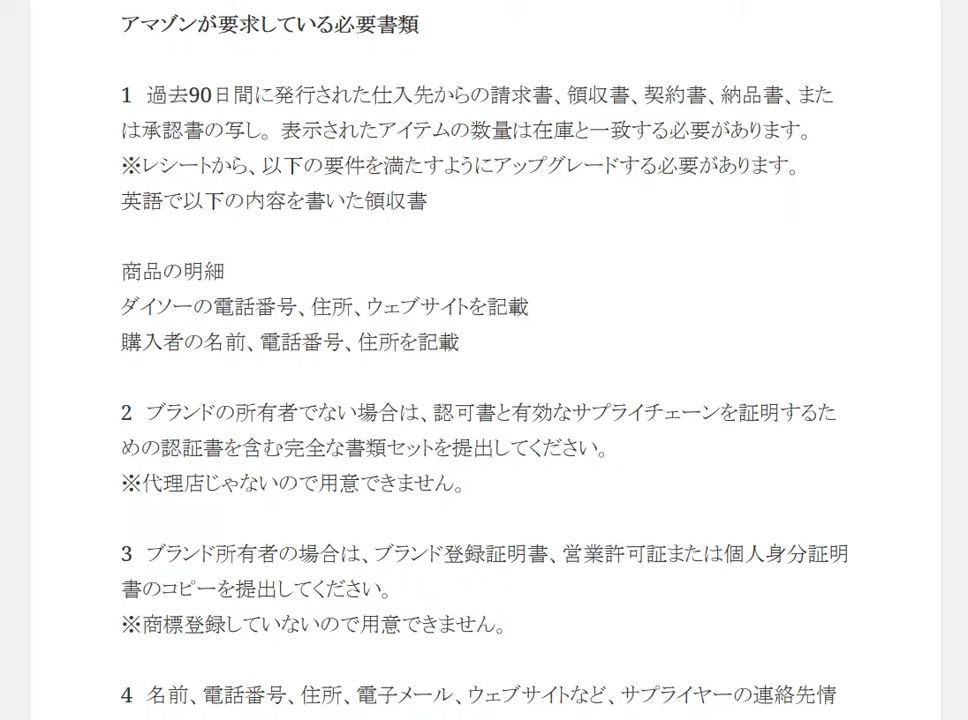 アマゾンが要求している必要書類
1 過去90日間に発行された仕入先からの請求書、領収書、契約書、納品書、また
は承認書の写し。表示されたアイテムの数量は在庫と一致する必要があります。
※レシートから、以下の要件を満たすようにアップグレードする必要があります。
英語で以下の内容を書いた領収書
商品の明細
ダイソーの電話番号、住所、ウェブサイトを記載
購入者の名前、電話番号、住所を記載
2 ブランドの所有者でない場合は、認可書と有効なサプライチェーンを証明するた
めの認証書を含む完全な書類セットを提出してください。
※代理店じゃないので用意できません。
3 ブランド所有者の場合は、ブランド登録証明書、営業許可証または個人身分証明
書のコピーを提出してください。
※商標登録していないので用意できません。
4 名前、電話番号、住所、電子メール、ウェブサイトなど、サプライヤーの連絡先情